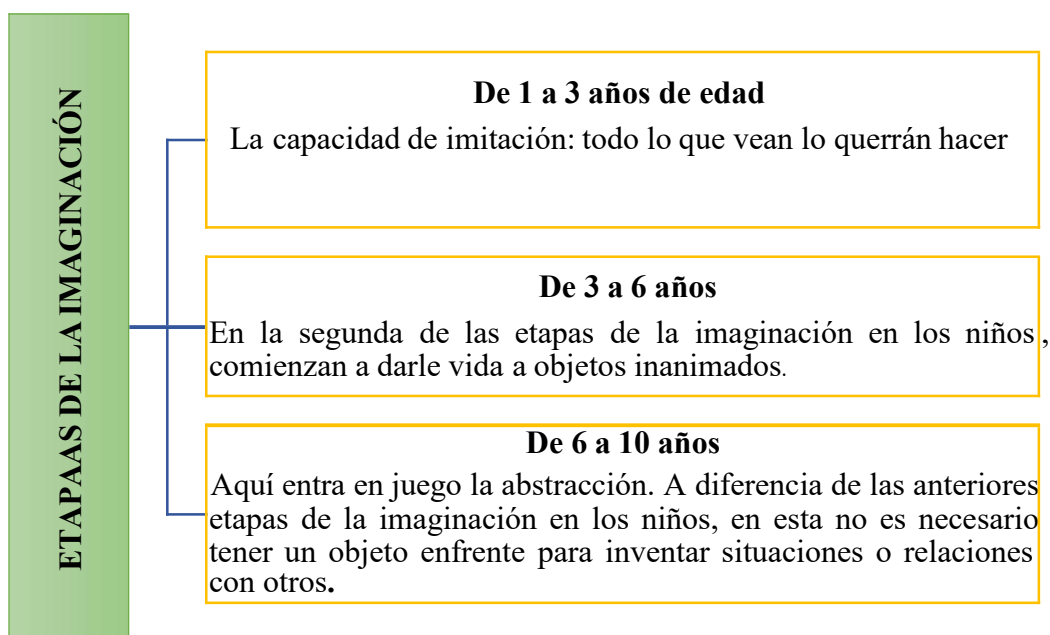 ETAPAAS DE LA IMAGINACIÓN
De 1 a 3 años de edad
La capacidad de imitación: todo lo que vean lo querrán hacer
De 3 a 6 años
En la segunda de las etapas de la imaginación en los niños,
comienzan a darle vida a objetos inanimados.
De 6 a 10 años
Aquí entra en juego la abstracción. A diferencia de las anteriores
etapas de la imaginación en los niños, en esta no es necesario
tener un objeto enfrente para inventar situaciones o relaciones
con otros.